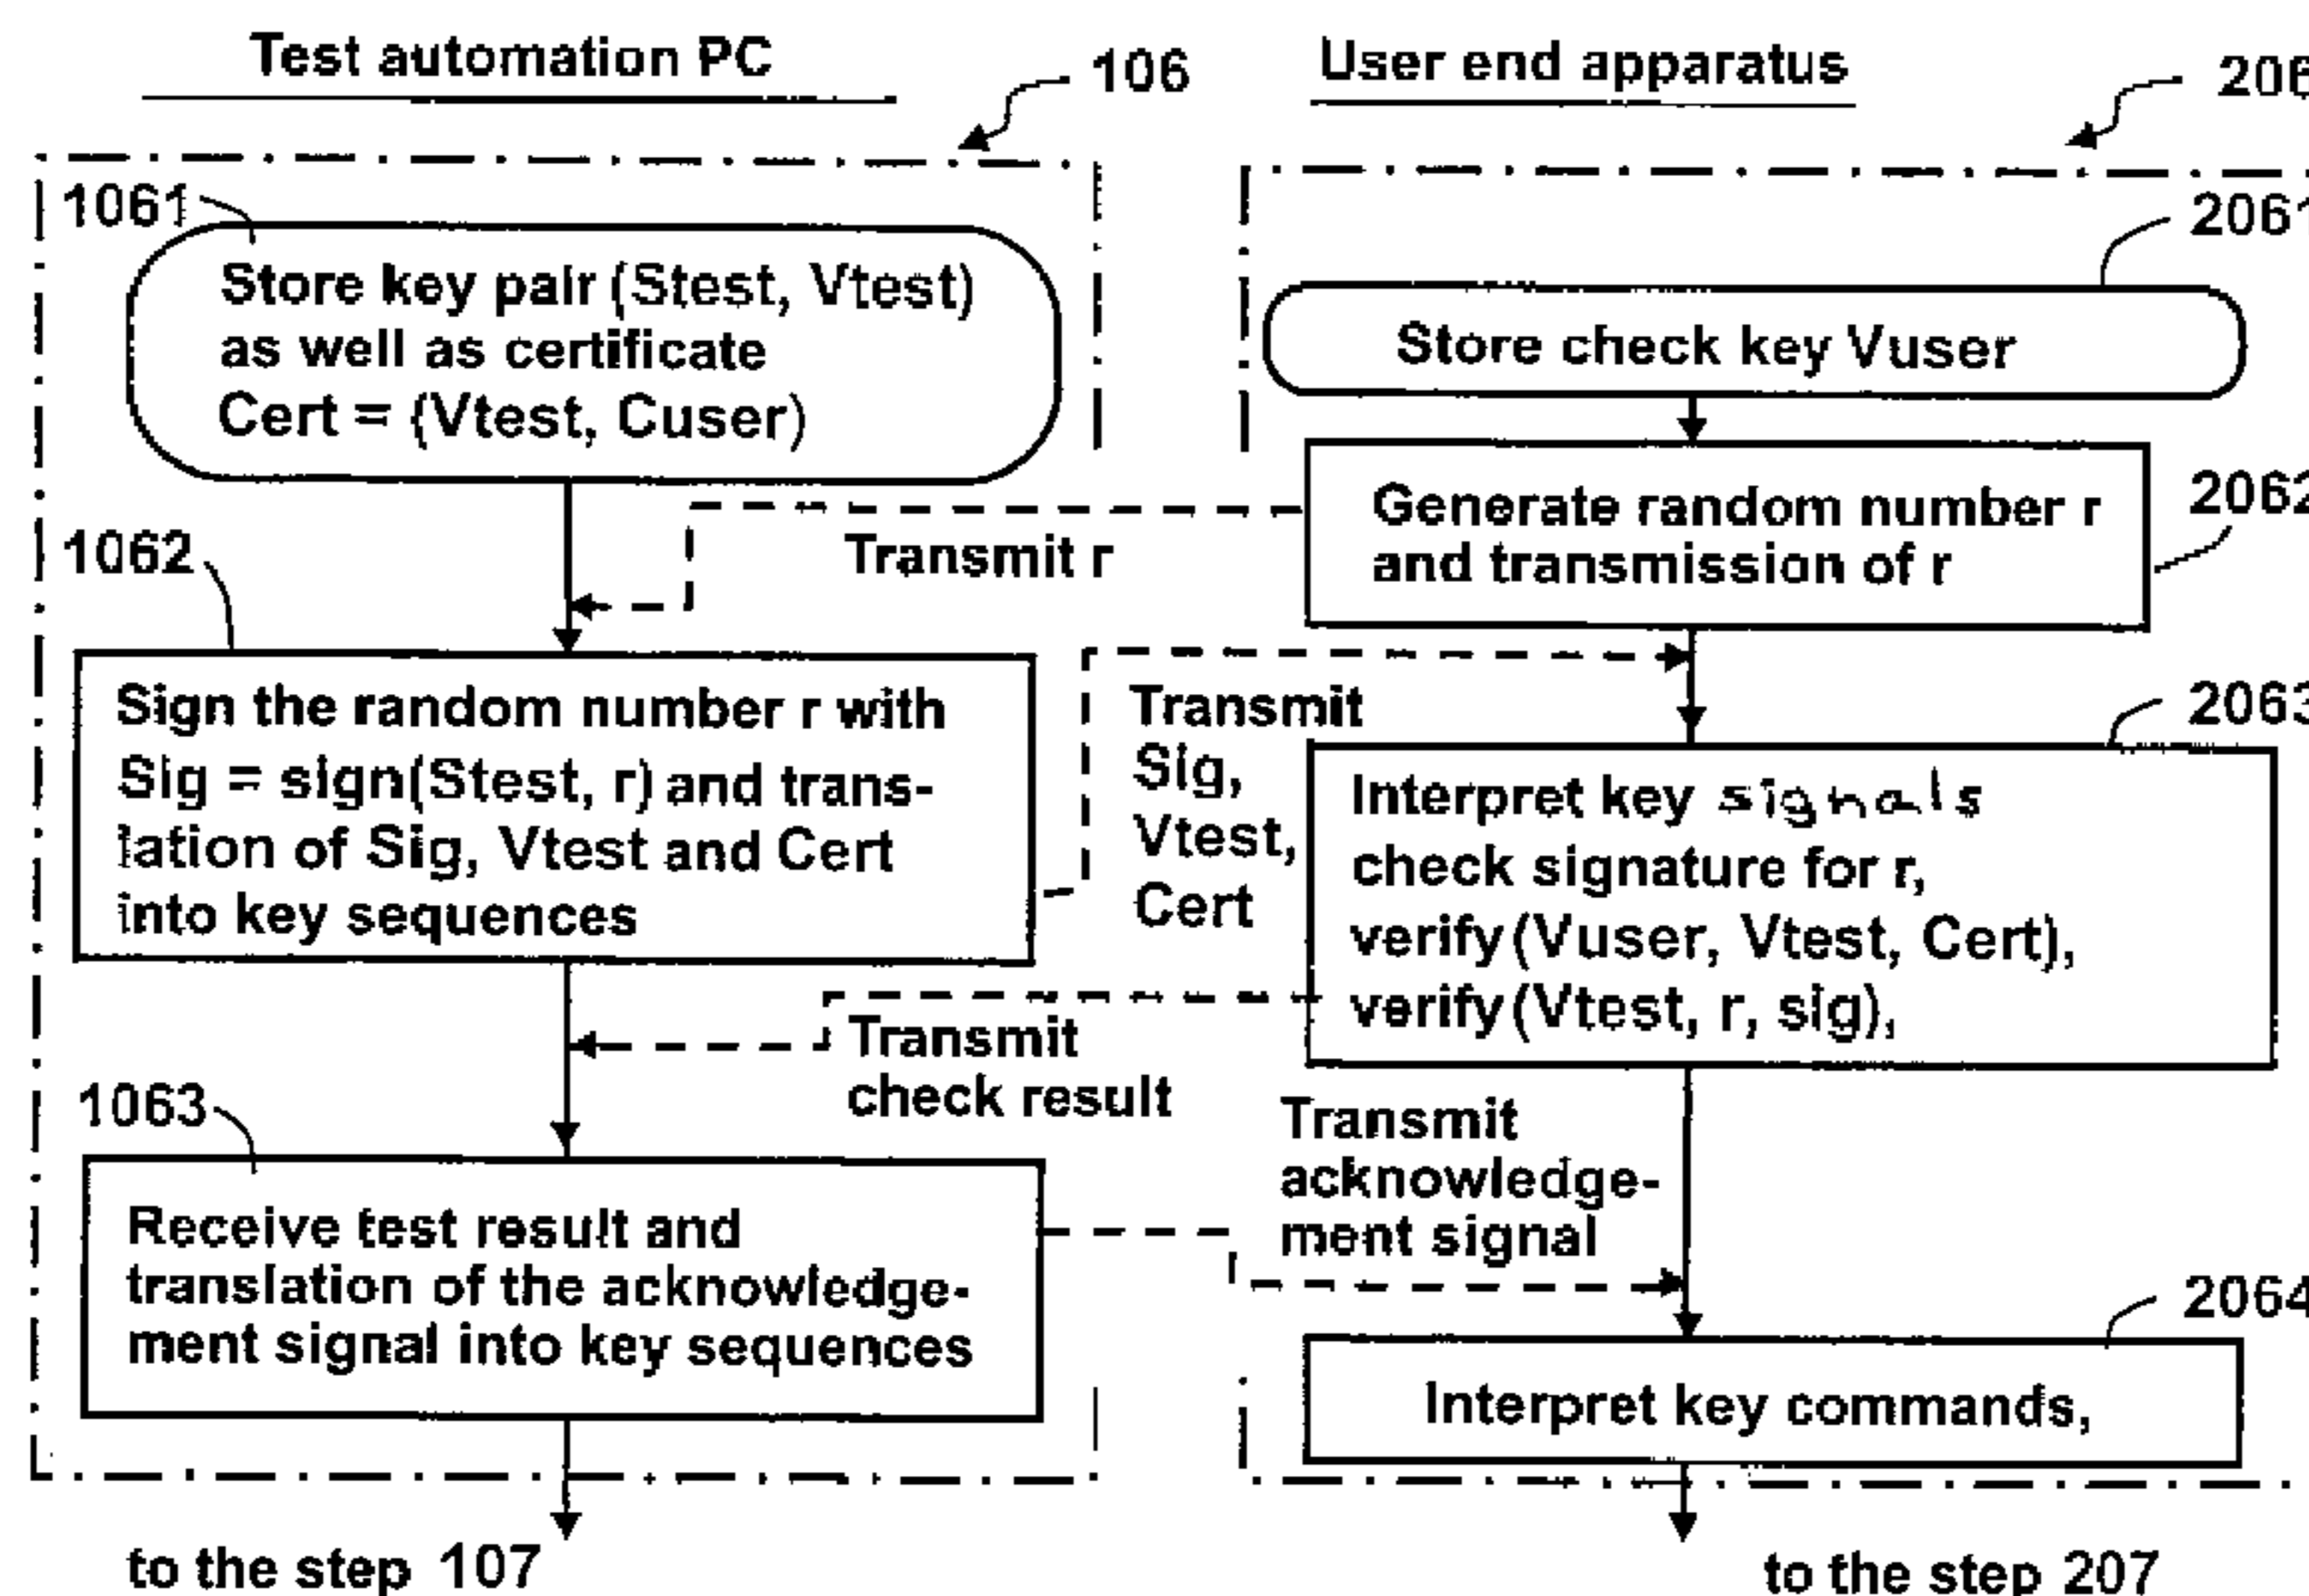 Test automation PC
106
1061
Store key pair (Stest, Vtest)
as well as certificate
Cert = (Vtest, Cuser)
1062
Sign the random number r with
Sig = sign(Stest, r) and trans-
lation of Sig, Vtest and Cert
into key sequences
1063
Receive test result and
translation of the acknowledge-
ment signal into key sequences
to the step 107
Transmit r
Transmit
Sig,
Vtest,
Cert
Transmit
check result
Transmit
acknowledge-
ment signal
User end apparatus
206
2061
Store check key Vuser
2062
Generate random number r
and transmission of r
2063
Interpret key signals
check signature for r,
verify(Vuser, Vtest, Cert),
verify(Vtest, r, sig),
2064
Interpret key commands,
to the step 207